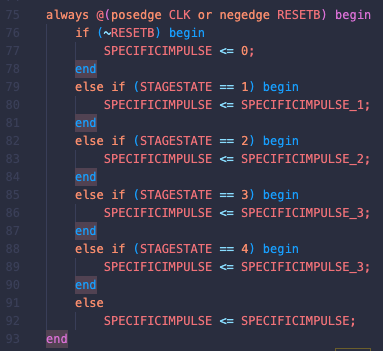 75 always @(posedge CLK or negedge RESETB) begin
76 if (~RESETB) begin
77 SPECIFICIMPULSE <= 0;
78 end
79 else if (STAGESTATE == 1) begin
80 SPECIFICIMPULSE <= SPECIFICIMPULSE_1;
81 end
82 else if (STAGESTATE == 2) begin
83 SPECIFICIMPULSE <= SPECIFICIMPULSE_2;
84 end
85 else if (STAGESTATE == 3) begin
86 SPECIFICIMPULSE <= SPECIFICIMPULSE_3;
87 end
88 else if (STAGESTATE == 4) begin
89 SPECIFICIMPULSE <= SPECIFICIMPULSE_3;
90 end
91 else
92 SPECIFICIMPULSE <= SPECIFICIMPULSE;
93 end